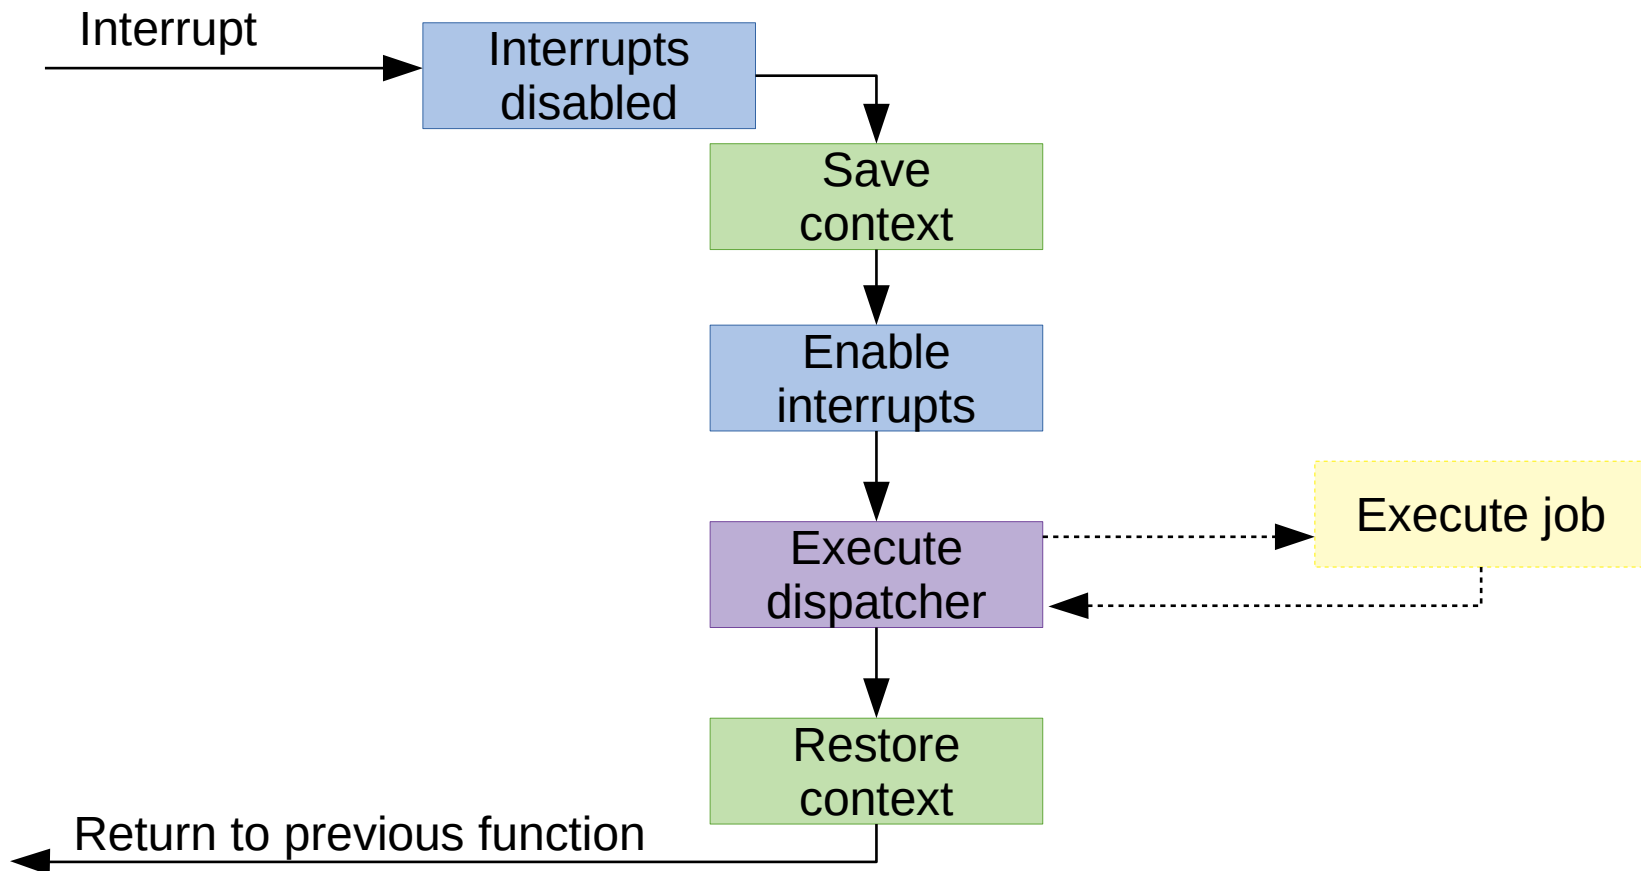 Interrupt
Interrupts
disabled
Save
context
Enable
interrupts
Execute
dispatcher
Execute job
Restore
context
Return to previous function